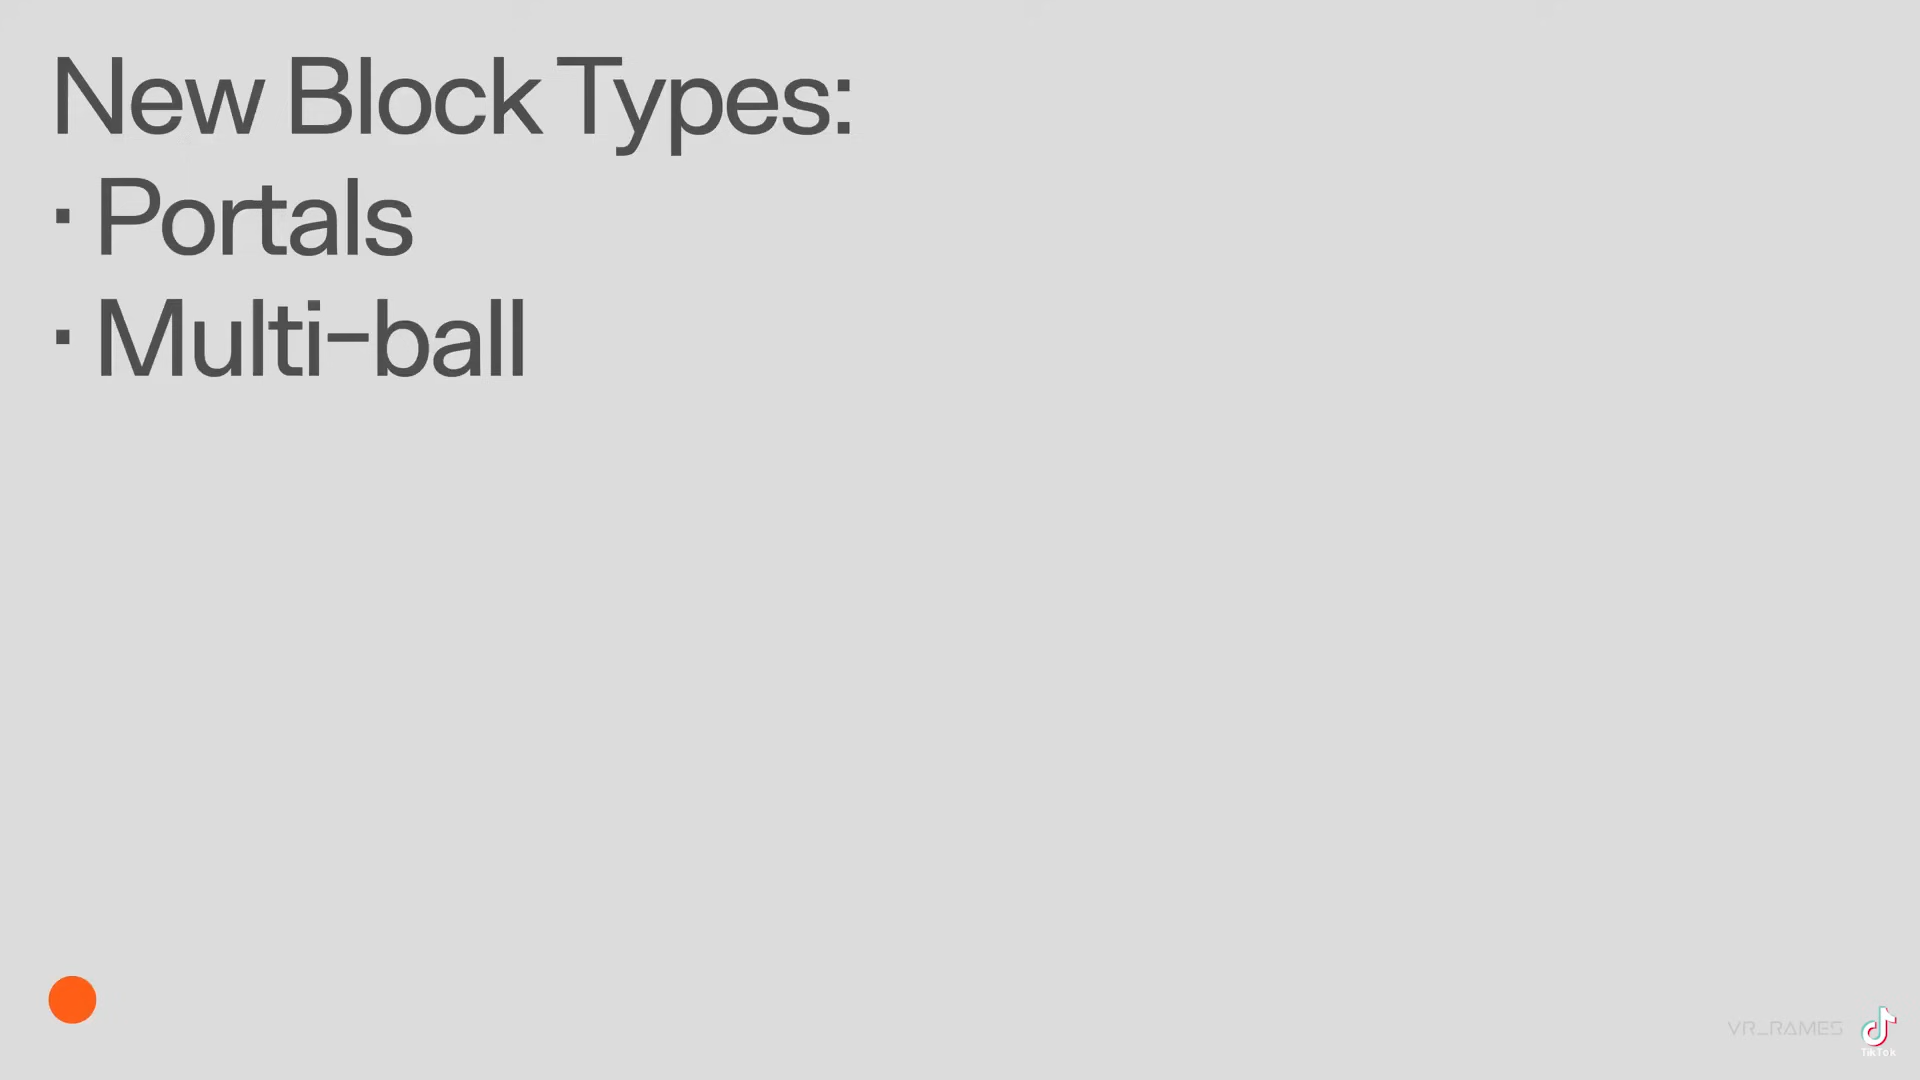 New Block Types:
· Portals
· Multi-ball
VR_RAMES
TikTok